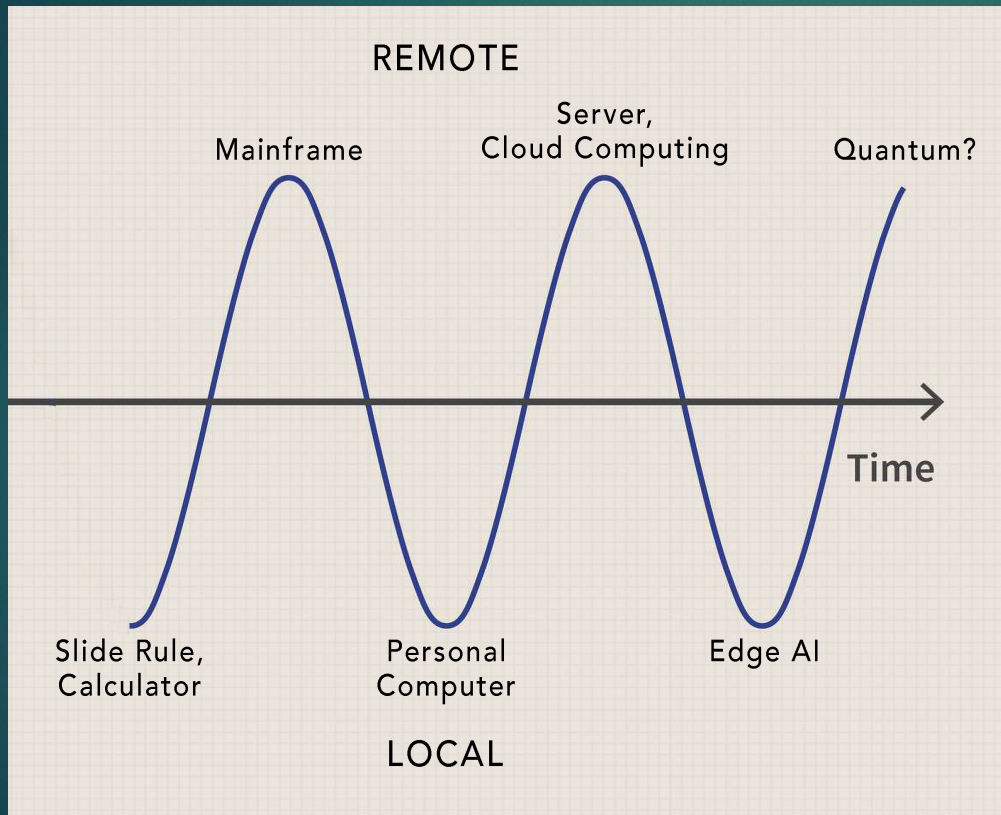 REMOTE
Server,
Mainframe
Cloud Computing
Quantum?
Time
Slide Rule,
Calculator
Personal
Computer
Edge AI
LOCAL